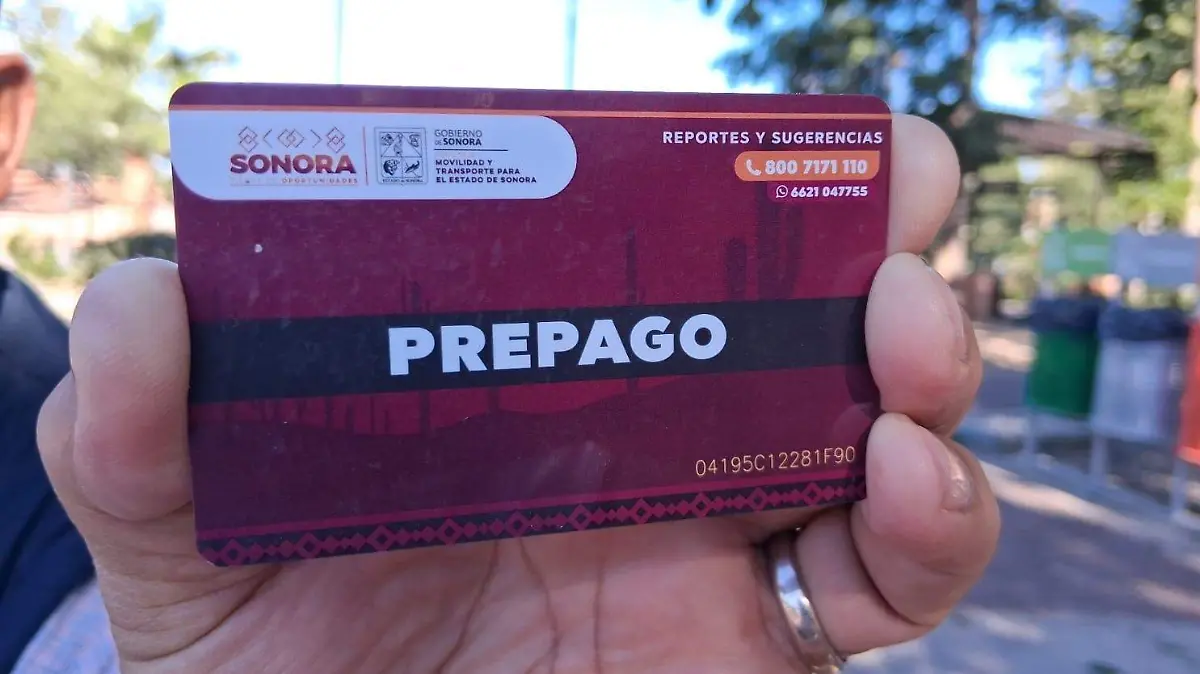 SONORA
OPORTUNIDADES
GOBIERNO
DE SONORA
MOVILIDAD Y
TRANSPORTE PARA
EL ESTADO DE SONORA
REPORTES Y SUGERENCIAS
800 7171 110
6621 047755
PREPAGO
04195C12281F90